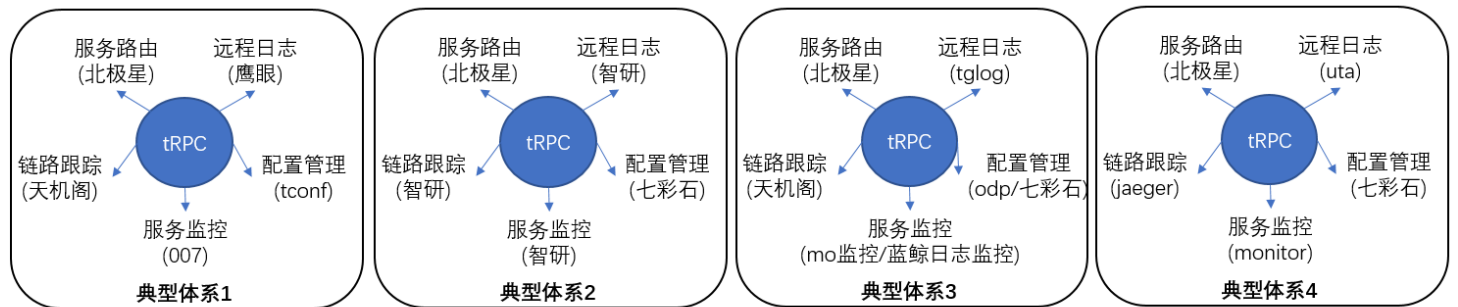 服务路由
(北极星)
远程日志
(鹰眼)
tRPC
链路跟踪
(天机阁)
配置管理
(tconf)
服务监控
(007)
典型体系1
服务路由
(北极星)
远程日志
(智研)
tRPC
链路跟踪
(智研)
配置管理
(七彩石)
服务监控
(智研)
典型体系2
服务路由
(北极星)
远程日志
(tglog)
tRPC
链路跟踪
(天机阁)
配置管理
(odp/七彩石)
服务监控
(mo监控/蓝鲸日志监控)
典型体系3
服务路由
(北极星)
远程日志
(uta)
tRPC
链路跟踪
(jaeger)
配置管理
(七彩石)
服务监控
(monitor)
典型体系4